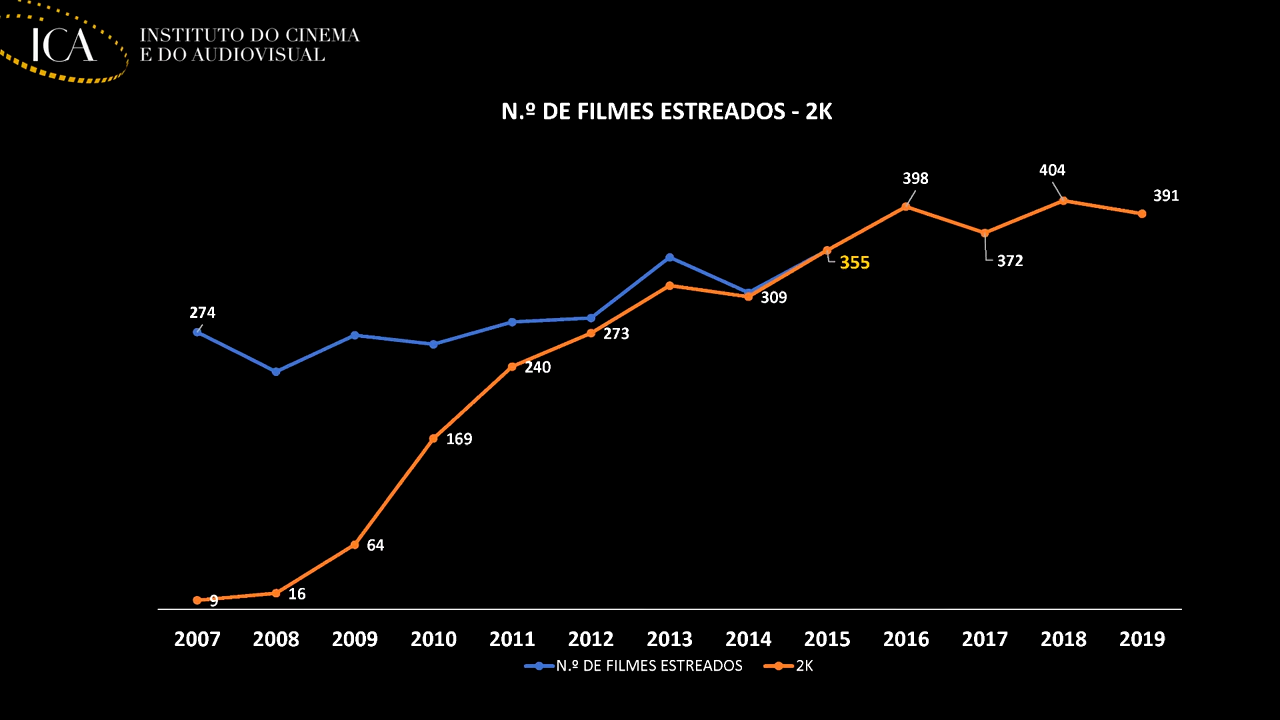 ICA
INSTITUTO DO CINEMA
E DO AUDIOVISUAL
N.º DE FILMES ESTREADOS - 2K
404
398
391
355
372
274
309
273
240
169
64
16
9
2007 2008 2009 2010 2011 2012 2013 2014 2015 2016 2017 2018 2019
N.º DE FILMES ESTREADOS 2K